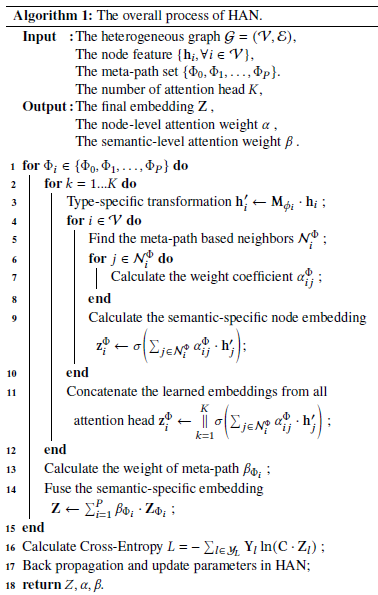 Algorithm 1: The overall process of HAN.
Input : The heterogeneous graph 𝒢 = (𝒱, ℰ),
The node feature {h_i, ∀i ∈ 𝒱},
The meta-path set {Φ_0, Φ_1, . . . , Φ_P}.
The number of attention head K,
Output : The final embedding Z ,
The node-level attention weight α ,
The semantic-level attention weight β .
1 for Φ_i ∈ {Φ_0, Φ_1, . . . , Φ_P} do
2 for k = 1...K do
3 Type-specific transformation h′_i ← M_{ϕ_i} · h_i ;
4 for i ∈ 𝒱 do
5 Find the meta-path based neighbors 𝒩_i^Φ ;
6 for j ∈ 𝒩_i^Φ do
7 Calculate the weight coefficient α_{ij}^Φ ;
8 end
9 Calculate the semantic-specific node embedding
z_i^Φ ← σ(∑_{j∈𝒩_i^Φ} α_{ij}^Φ · h′_j);
10 end
11 Concatenate the learned embeddings from all
attention head z_i^Φ ← ‖_{k=1}^{K} σ(∑_{j∈𝒩_i^Φ} α_{ij}^Φ · h′_j) ;
12 end
13 Calculate the weight of meta-path β_{Φ_i} ;
14 Fuse the semantic-specific embedding
Z ← ∑_{i=1}^{P} β_{Φ_i} · Z_{Φ_i} ;
15 end
16 Calculate Cross-Entropy L = − ∑_{l∈𝒴_L} Y_l ln(C · Z_l) ;
17 Back propagation and update parameters in HAN;
18 return Z, α, β.